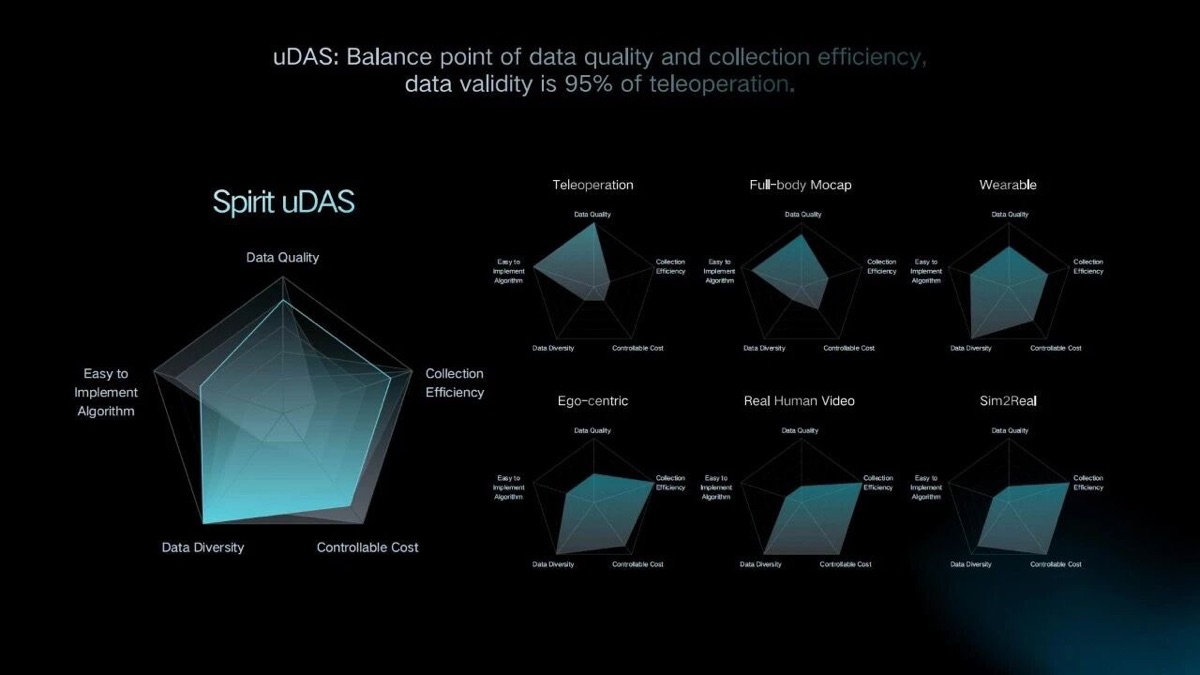 uDAS: Balance point of data quality and collection efficiency,
data validity is 95% of teleoperation.
Spirit uDAS
Data Quality
Easy to
Implement
Algorithm
Collection
Efficiency
Data Diversity
Controllable Cost
Teleoperation
Data Quality
Easy to
Implement
Algorithm
Collection
Efficiency
Data Diversity
Controllable Cost
Full-body Mocap
Data Quality
Easy to
Implement
Algorithm
Collection
Efficiency
Data Diversity
Controllable Cost
Wearable
Data Quality
Easy to
Implement
Algorithm
Collection
Efficiency
Data Diversity
Controllable Cost
Ego-centric
Data Quality
Easy to
Implement
Algorithm
Collection
Efficiency
Data Diversity
Controllable Cost
Real Human Video
Data Quality
Easy to
Implement
Algorithm
Collection
Efficiency
Data Diversity
Controllable Cost
Sim2Real
Data Quality
Easy to
Implement
Algorithm
Collection
Efficiency
Data Diversity
Controllable Cost